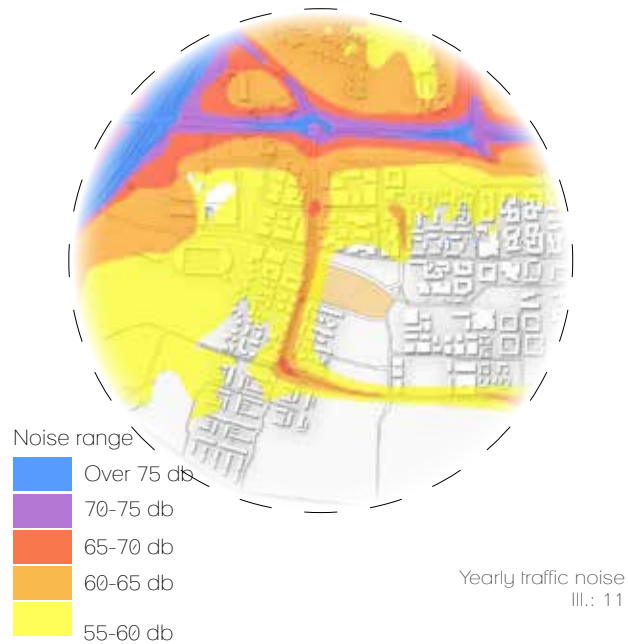 Noise range
Over 75 db
70-75 db
65-70 db
60-65 db
55-60 db
Yearly traffic noise
Ill.: 11